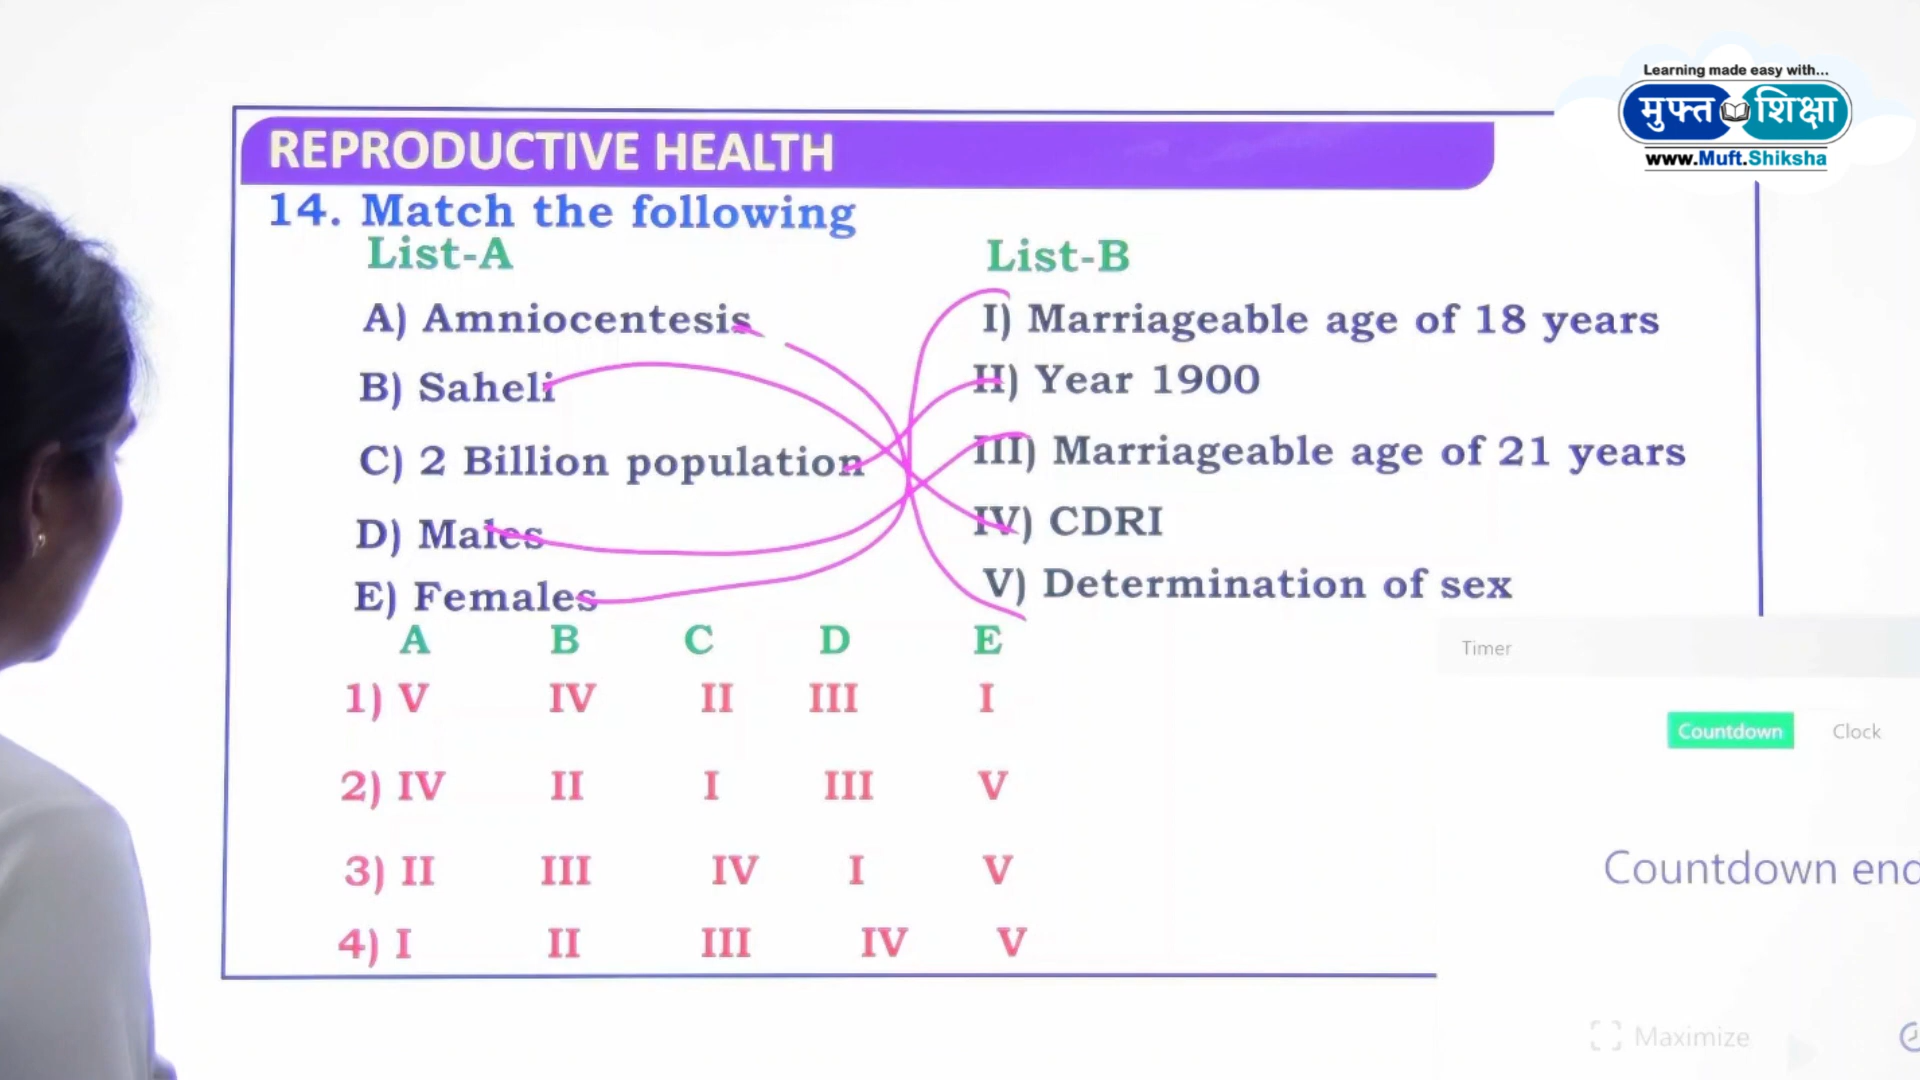 Learning made easy with...
मुफ्त शिक्षा
www.Muft.Shiksha
REPRODUCTIVE HEALTH
14. Match the following
List-A List-B
A) Amniocentesis I) Marriageable age of 18 years
B) Saheli II) Year 1900
C) 2 Billion population III) Marriageable age of 21 years
D) Males IV) CDRI
E) Females V) Determination of sex
A B C D E
1) V IV II III I
2) IV II I III V
3) II III IV I V
4) I II III IV V
Timer
Countdown Clock
Countdown end
Maximize